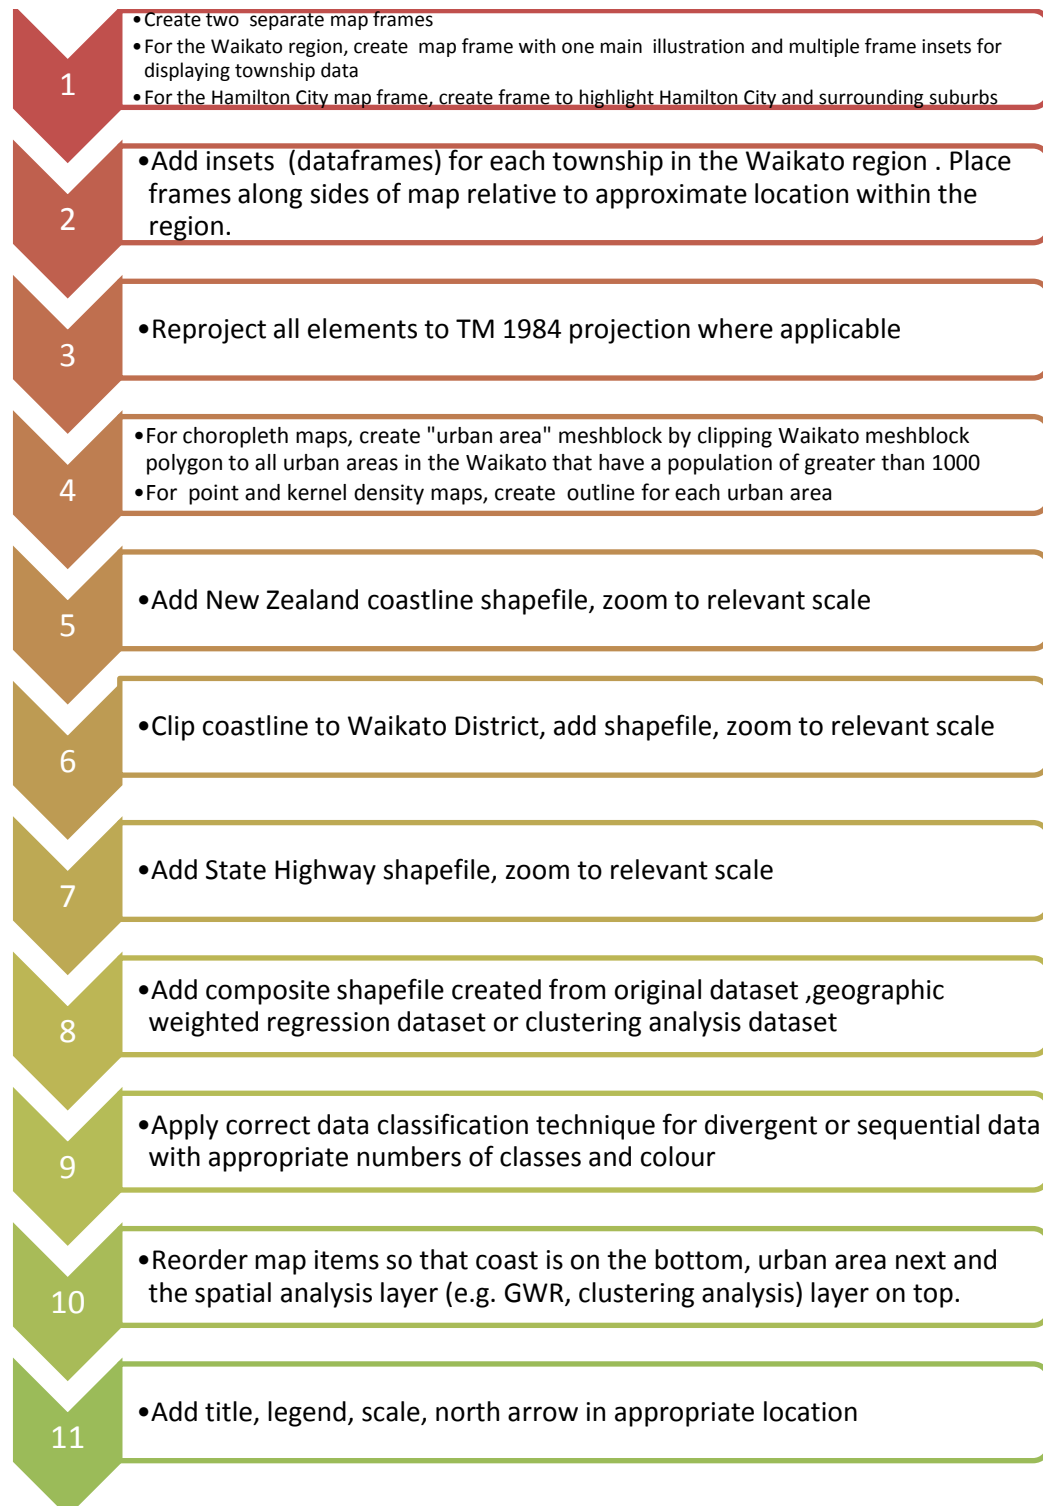 1
•Create two  separate map frames
•For the Waikato region, create  map frame with one main  illustration and multiple frame insets for
displaying township data
•For the Hamilton City map frame, create frame to highlight Hamilton City and surrounding suburbs
2
•Add insets  (dataframes) for each township in the Waikato region . Place
frames along sides of map relative to approximate location within the
region.
3
•Reproject all elements to TM 1984 projection where applicable
4
•For choropleth maps, create "urban area" meshblock by clipping Waikato meshblock
polygon to all urban areas in the Waikato that have a population of greater than 1000
•For  point and kernel density maps, create  outline for each urban area
5
•Add New Zealand coastline shapefile, zoom to relevant scale
6
•Clip coastline to Waikato District, add shapefile, zoom to relevant scale
7
•Add State Highway shapefile, zoom to relevant scale
8
•Add composite shapefile created from original dataset ,geographic
weighted regression dataset or clustering analysis dataset
9
•Apply correct data classification technique for divergent or sequential data
with appropriate numbers of classes and colour
10
•Reorder map items so that coast is on the bottom, urban area next and
the spatial analysis layer (e.g. GWR, clustering analysis) layer on top.
11
•Add title, legend, scale, north arrow in appropriate location